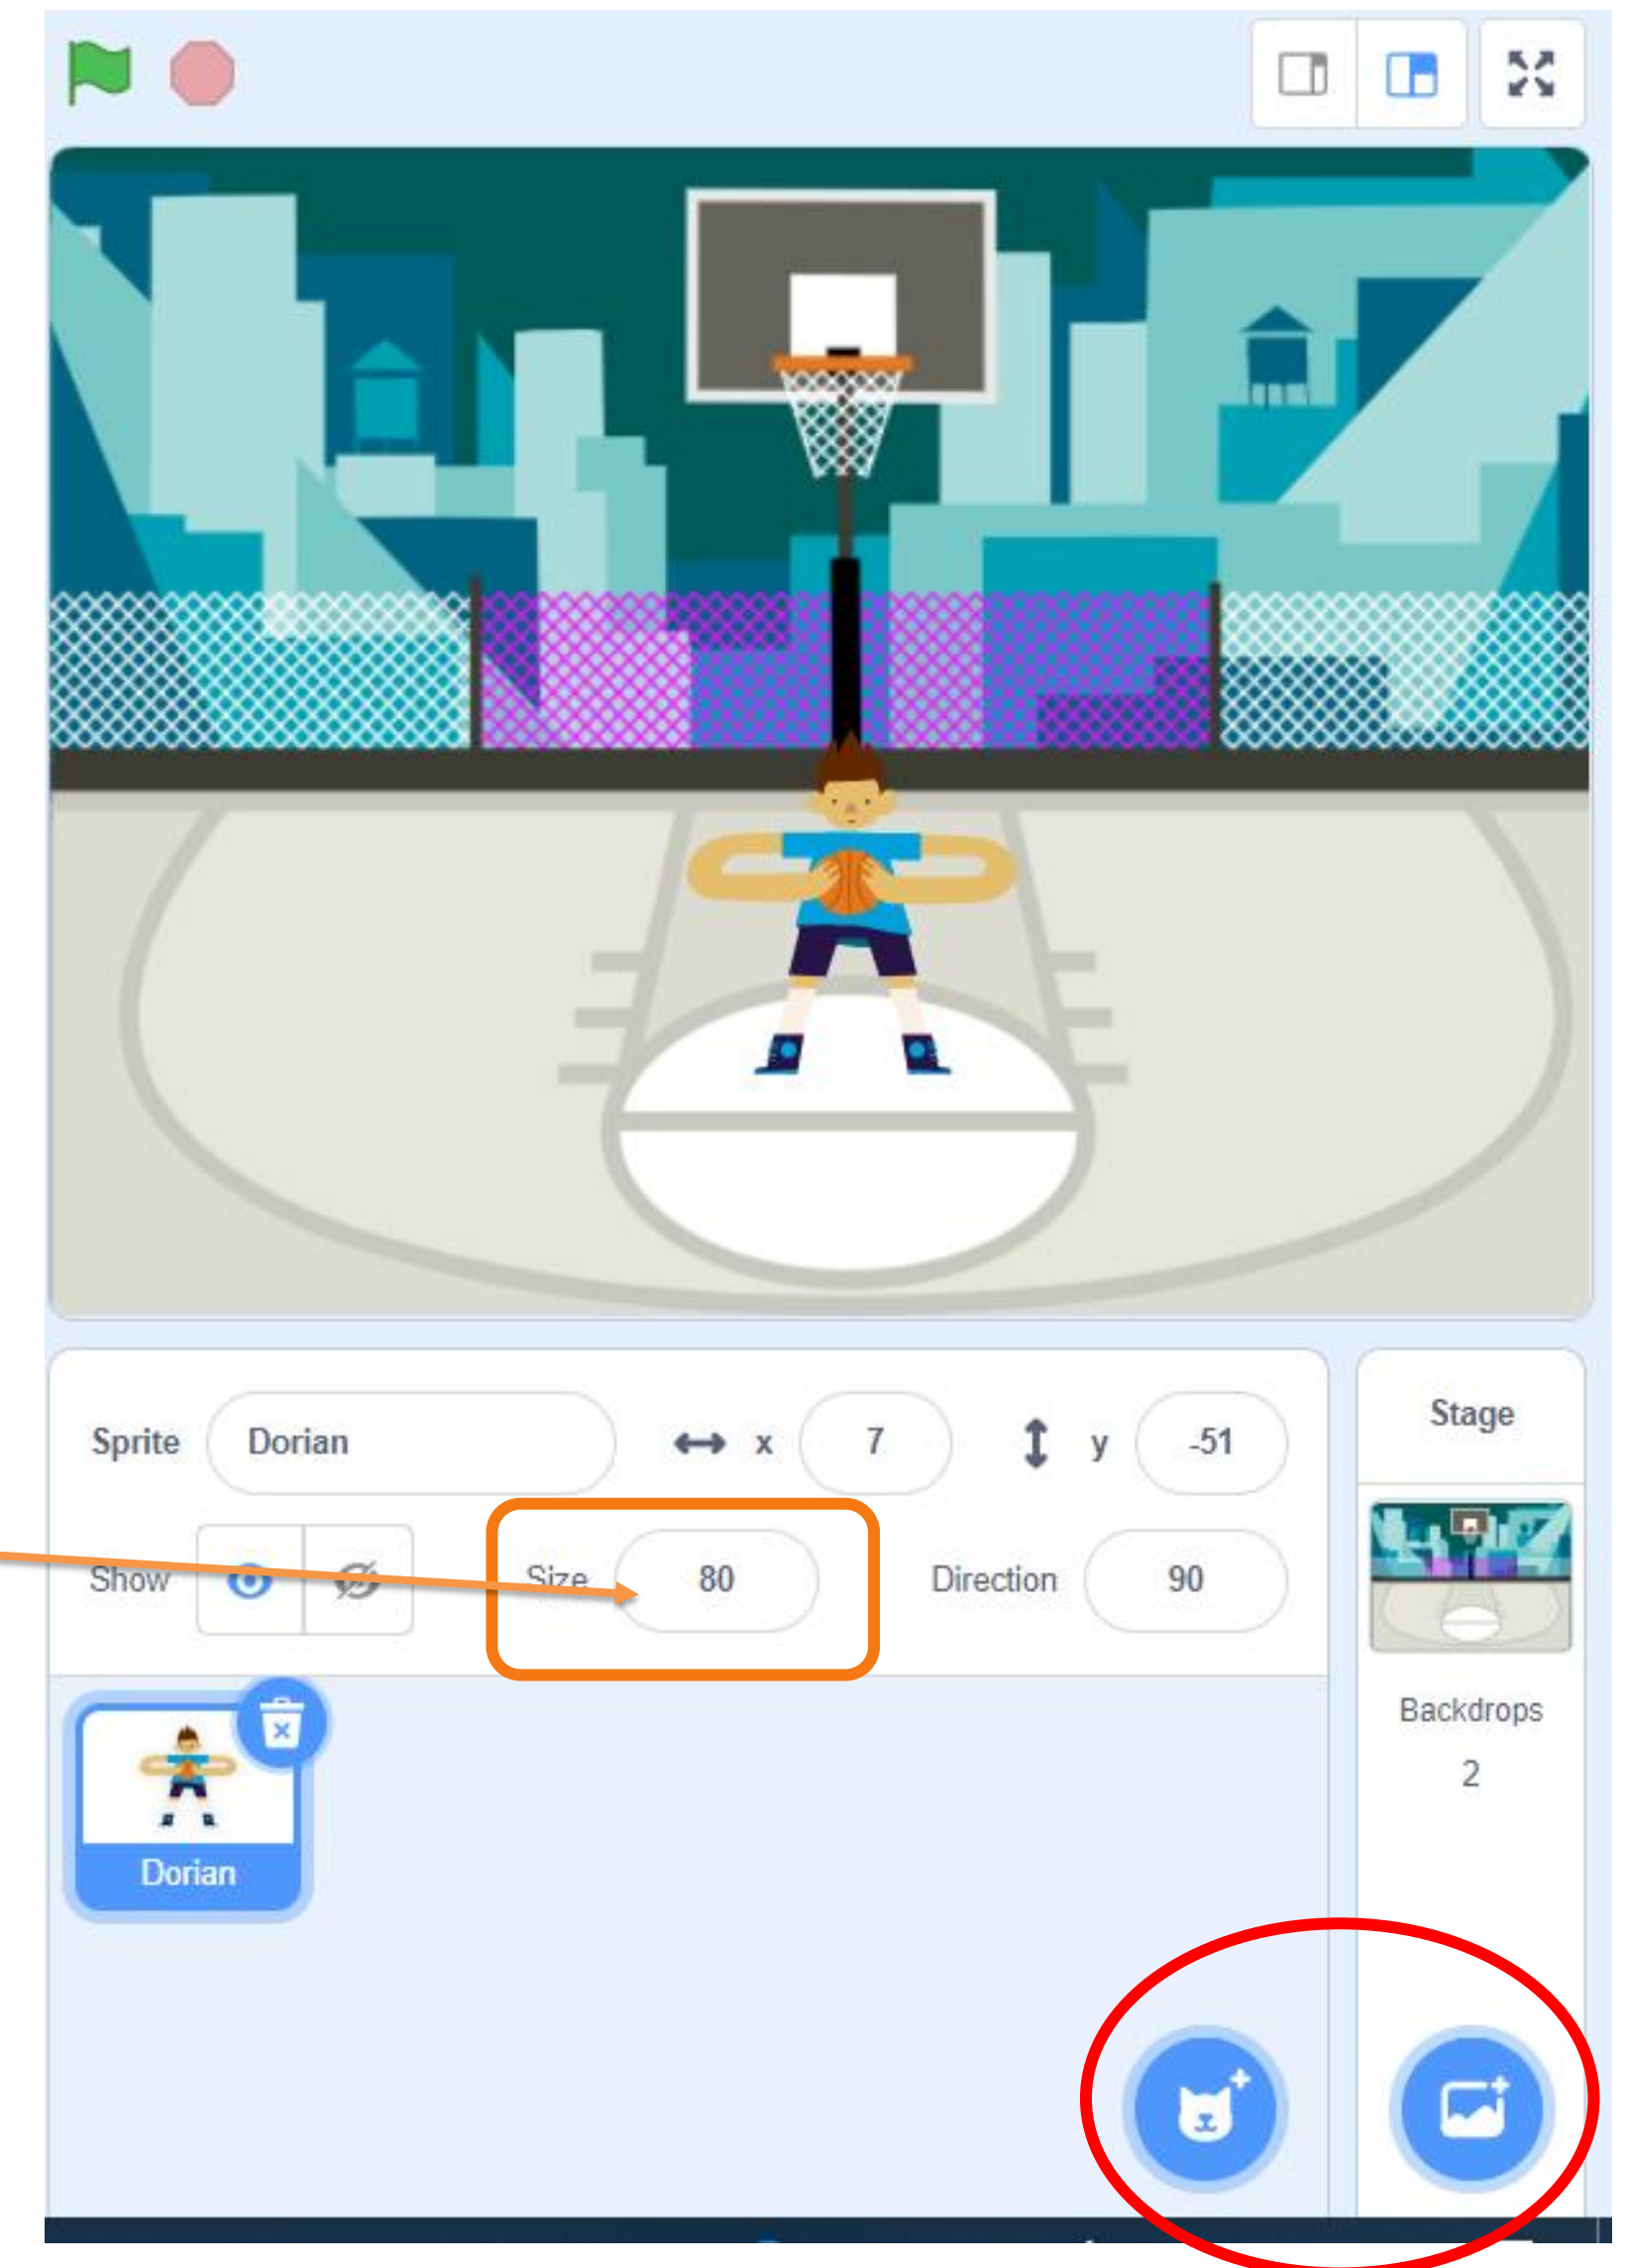 Sprite Dorian x 7 y -51
Show Size 80 Direction 90
Dorian
Stage
Backdrops
2